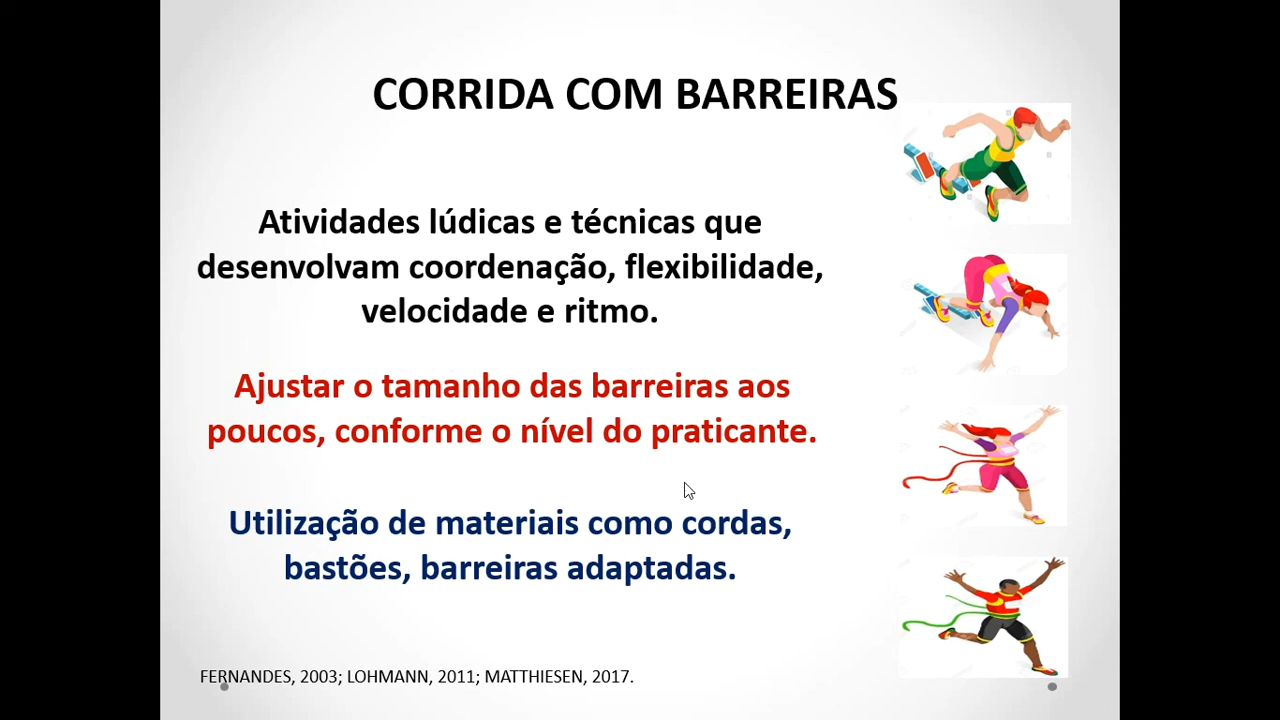 CORRIDA COM BARREIRAS
Atividades lúdicas e técnicas que
desenvolvam coordenação, flexibilidade,
velocidade e ritmo.
Ajustar o tamanho das barreiras aos
poucos, conforme o nível do praticante.
Utilização de materiais como cordas,
bastões, barreiras adaptadas.
FERNANDES, 2003; LOHMANN, 2011; MATTHIESEN, 2017.